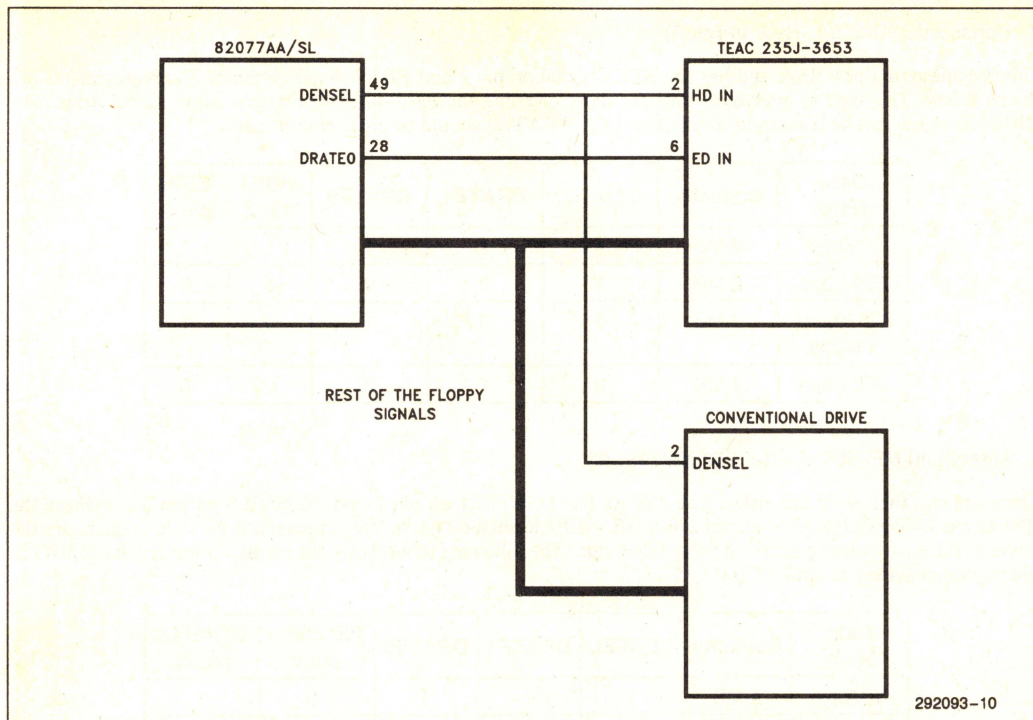 82077AA/SL
TEAC 235J-3653
DENSEL 49
2 HD IN
DRATE0 28
6 ED IN
REST OF THE FLOPPY
SIGNALS
CONVENTIONAL DRIVE
2 DENSEL
292093-10